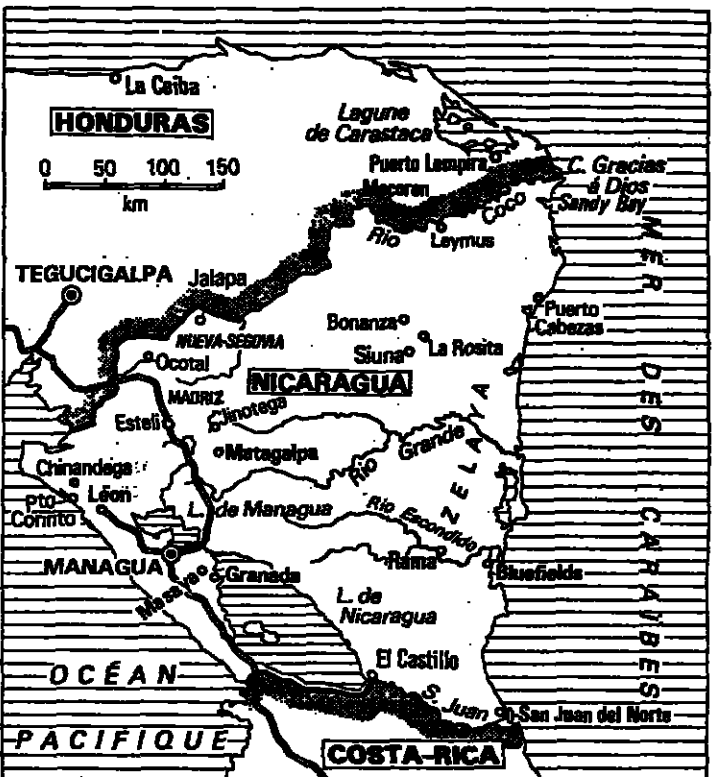 La Ceiba
HONDURAS
Lagune
de Carastaca
0 50 100 150
km
Puerto Lempira
Mocoron
C. Gracias
á Dios
Sandy Bay
Rio
Coco
Leymus
TEGUCIGALPA
Jalapa
NUEVA-SEGOVIA
Ocotal
Bonanza
Siuna
La Rosita
Puerto
Cabezas
NICARAGUA
MADRIZ
Esteli
Jinotega
Matagalpa
Rio
Grande
ZELAYA
Chinandega
Pto
Corinto
Léon
L. de Managua
Rio Escondido
MANAGUA
Masaya
Granada
Rama
Bluefields
L. de
Nicaragua
El Castillo
S. Juan
San Juan del Norte
OCÉAN
PACIFIQUE
COSTA-RICA
MER DES CARAÏBES